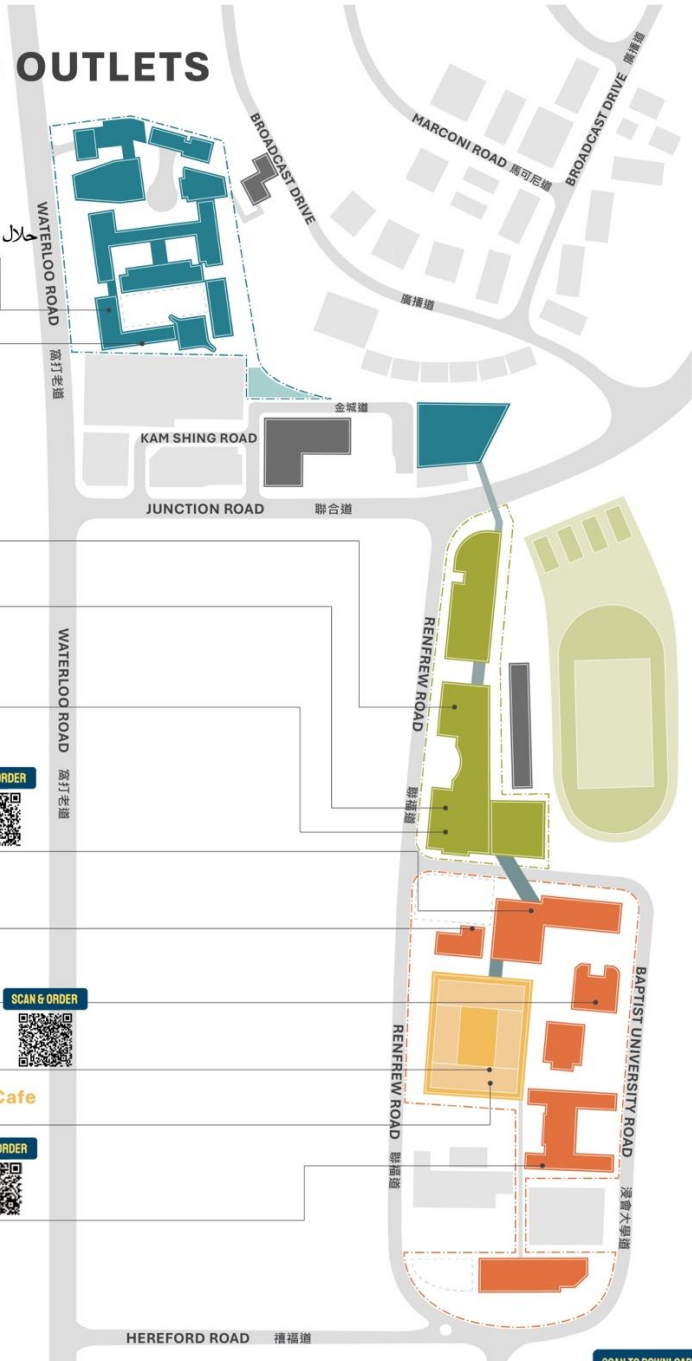 OUTLETS
BROADCAST DRIVE 廣播道
MARCONI ROAD 馬可尼道
BROADCAST DRIVE
廣播道
حلال
WATERLOO ROAD 窩打老道
金城道
KAM SHING ROAD
JUNCTION ROAD 聯合道
RENFREW ROAD 聯福道
WATERLOO ROAD 窩打老道
ORDER
SCAN & ORDER
BAPTIST UNIVERSITY ROAD 浸會大學道
RENFREW ROAD 聯福道
Cafe
ORDER
HEREFORD ROAD 禧福道
SCAN TO DOWNLOAD